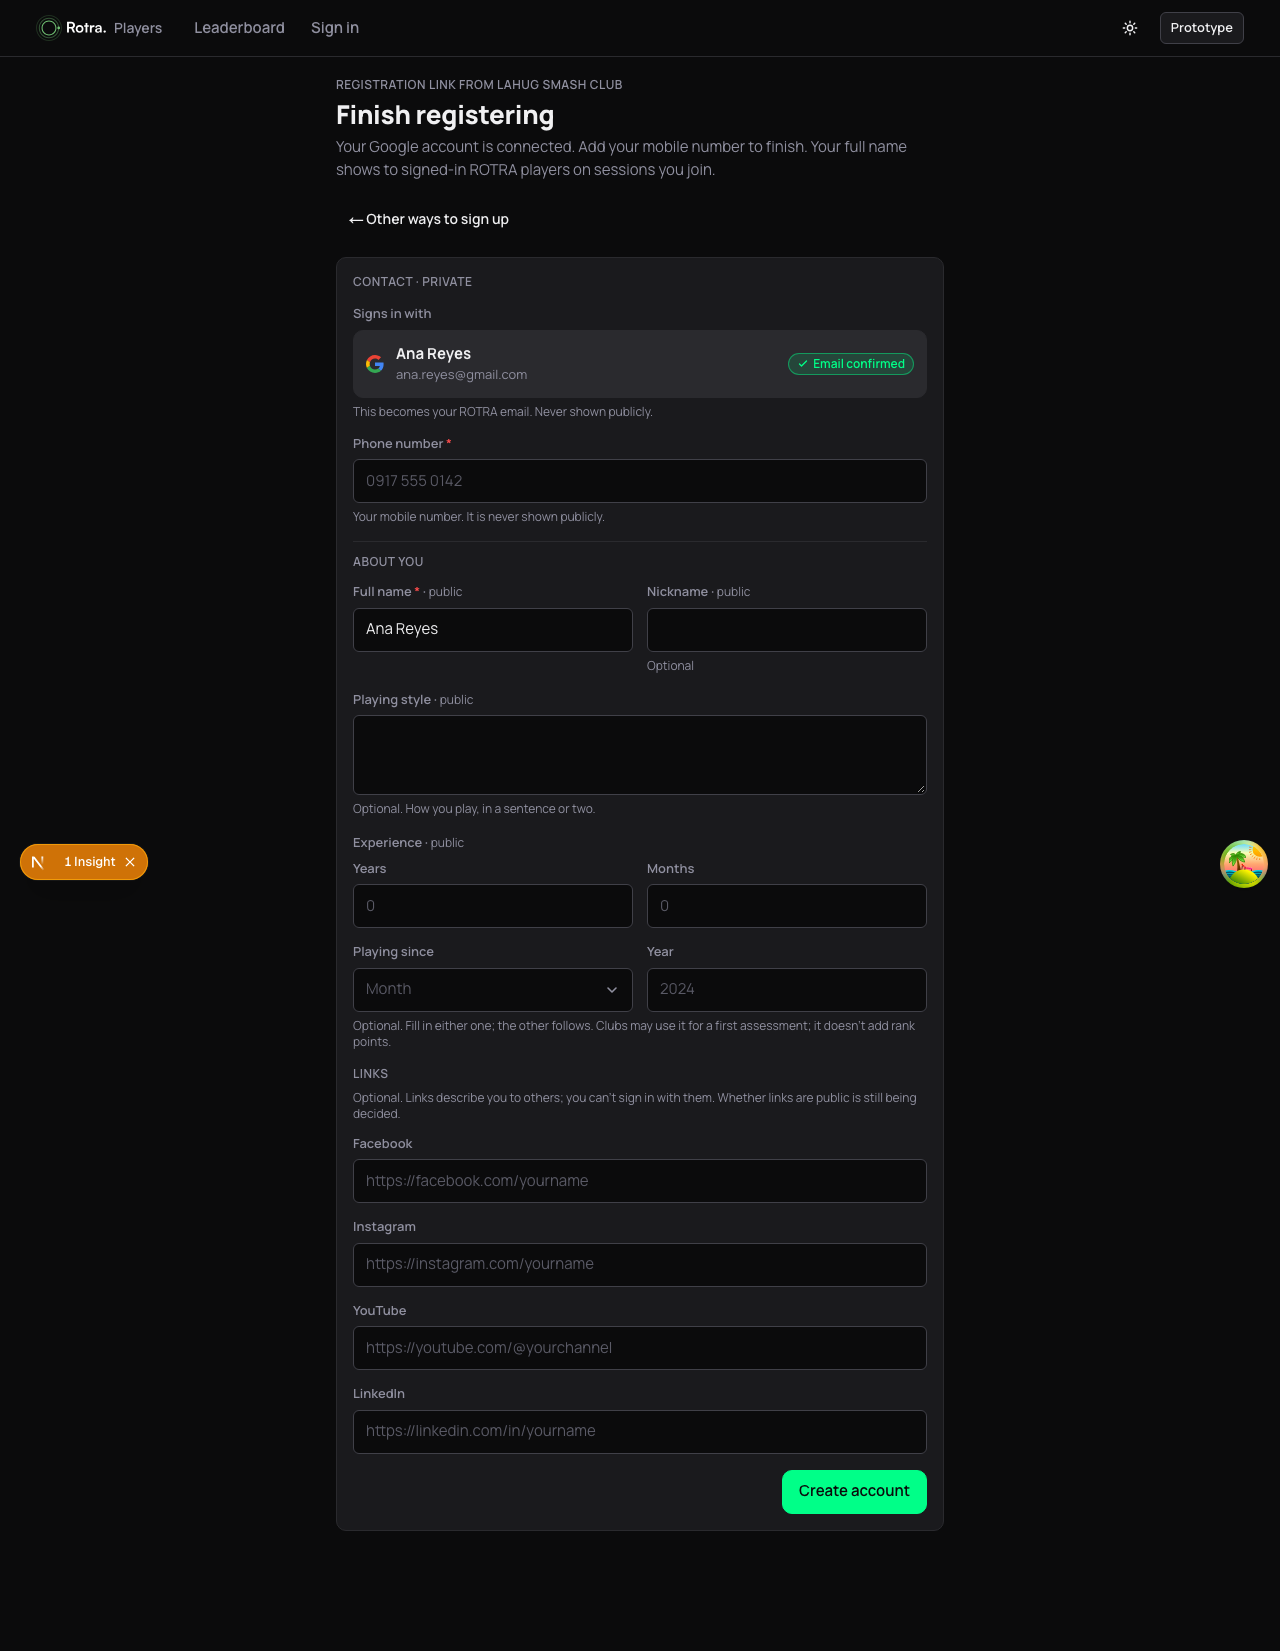 Rotra. Players Leaderboard Sign in Prototype
REGISTRATION LINK FROM LAHUG SMASH CLUB
Finish registering
Your Google account is connected. Add your mobile number to finish. Your full name
shows to signed-in ROTRA players on sessions you join.
← Other ways to sign up
CONTACT · PRIVATE
Signs in with
Ana Reyes
ana.reyes@gmail.com
Email confirmed
This becomes your ROTRA email. Never shown publicly.
Phone number *
0917 555 0142
Your mobile number. It is never shown publicly.
ABOUT YOU
Full name * · public
Ana Reyes
Nickname · public
Optional
Playing style · public
Optional. How you play, in a sentence or two.
Experience · public
Years
0
Months
0
Playing since
Month
Year
2024
Optional. Fill in either one; the other follows. Clubs may use it for a first assessment; it doesn't add rank
points.
LINKS
Optional. Links describe you to others; you can't sign in with them. Whether links are public is still being
decided.
Facebook
https://facebook.com/yourname
Instagram
https://instagram.com/yourname
YouTube
https://youtube.com/@yourchannel
LinkedIn
https://linkedin.com/in/yourname
Create account
N 1 Insight